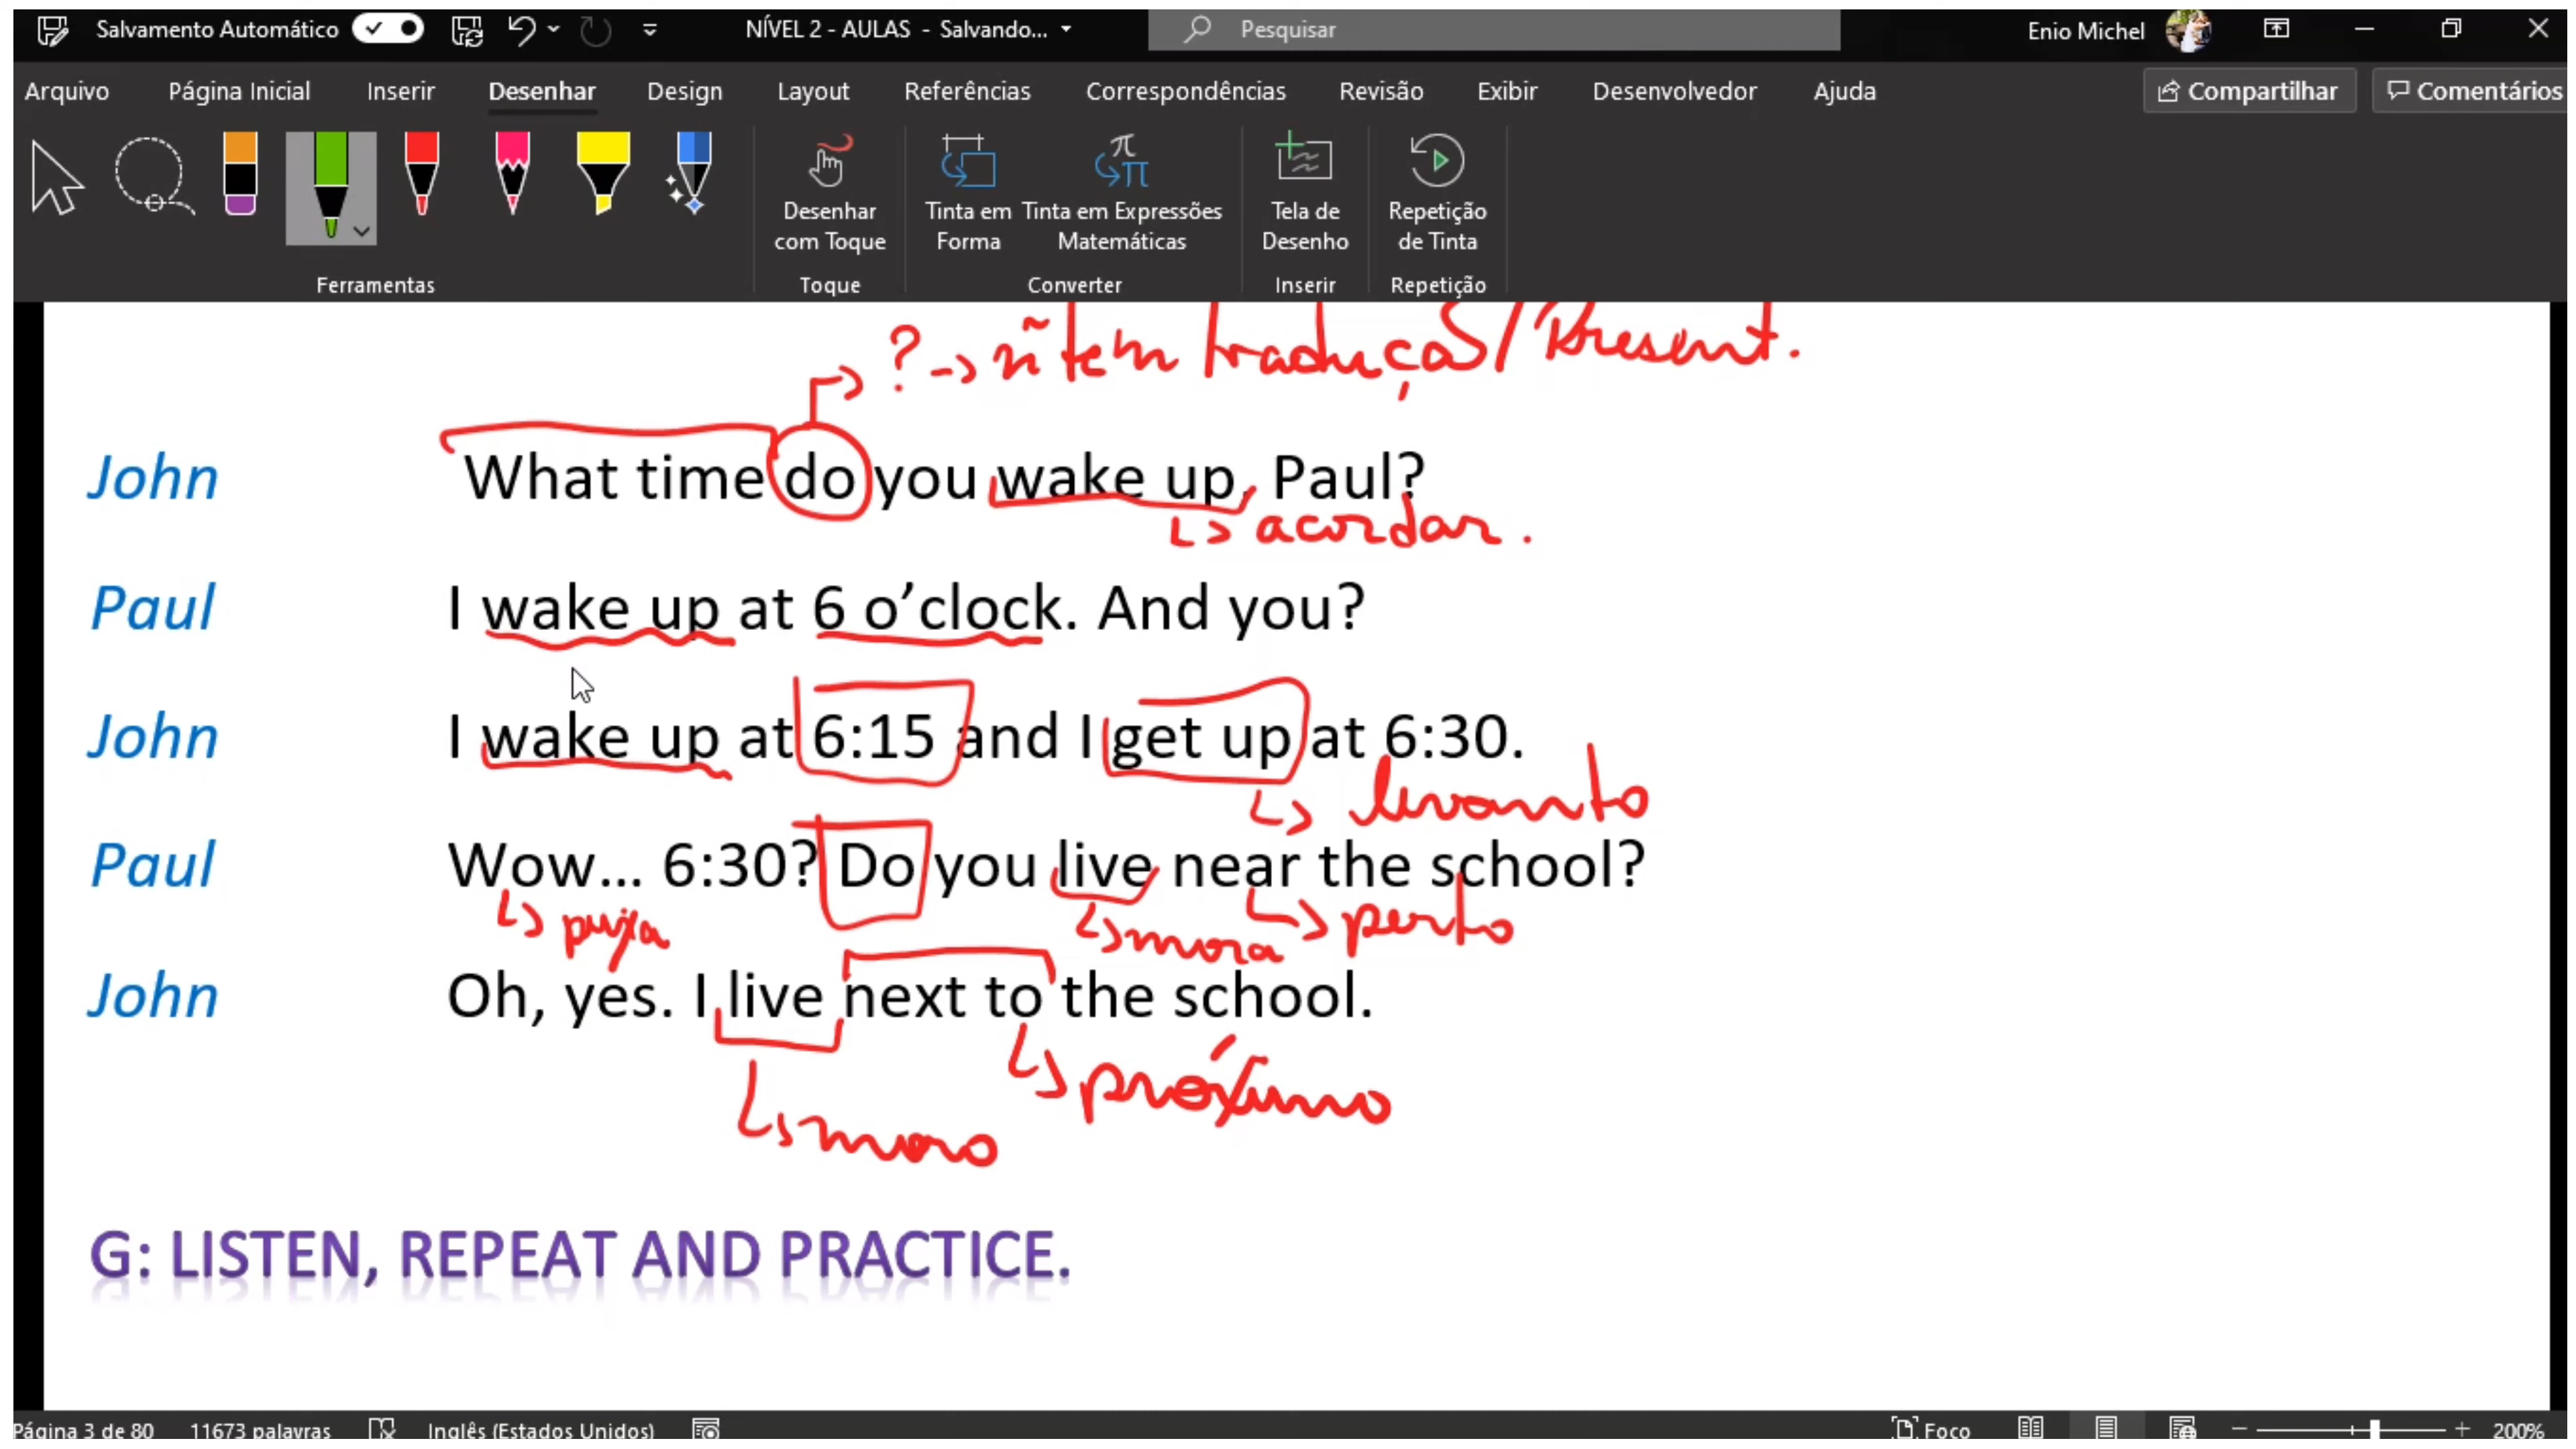 Salvamento Automático NÍVEL 2 - AULAS - Salvando... Pesquisar Enio Michel
Arquivo Página Inicial Inserir Desenhar Design Layout Referências Correspondências Revisão Exibir Desenvolvedor Ajuda Compartilhar Comentários
Desenhar com Toque Tinta em Forma Tinta em Expressões Matemáticas Tela de Desenho Repetição de Tinta
Ferramentas Toque Converter Inserir Repetição
? -> ñ tem tradução/Present.
John What time do you wake up, Paul?
acordar.
Paul I wake up at 6 o’clock. And you?
John I wake up at 6:15 and I get up at 6:30.
levanto
Paul Wow... 6:30? Do you live near the school?
puxa mora perto
John Oh, yes. I live next to the school.
próximo
moro
G: LISTEN, REPEAT AND PRACTICE.
Página 3 de 80 11673 palavras Inglês (Estados Unidos) Foco 200%